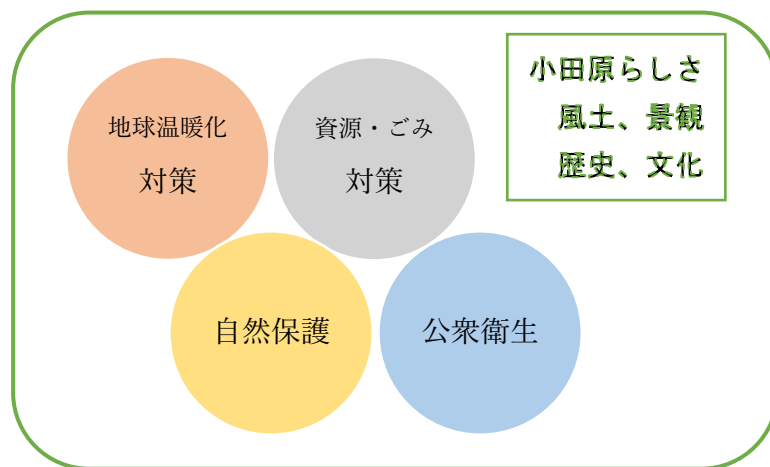 地球温暖化
対策
資源・ごみ
対策
小田原らしさ
風土、景観
歴史、文化
自然保護
公衆衛生